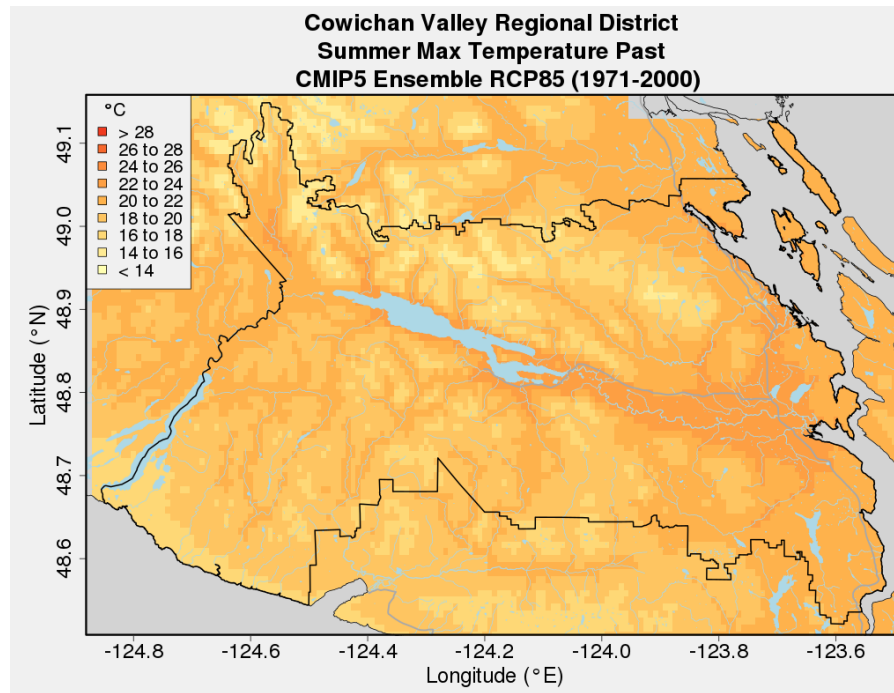 Cowichan Valley Regional District
Summer Max Temperature Past
CMIP5 Ensemble RCP85 (1971-2000)
°C
> 28
26 to 28
24 to 26
22 to 24
20 to 22
18 to 20
16 to 18
14 to 16
< 14
Latitude (°N)
49.1
49.0
48.9
48.8
48.7
48.6
-124.8
-124.6
-124.4
-124.2
-124.0
-123.8
-123.6
Longitude (°E)